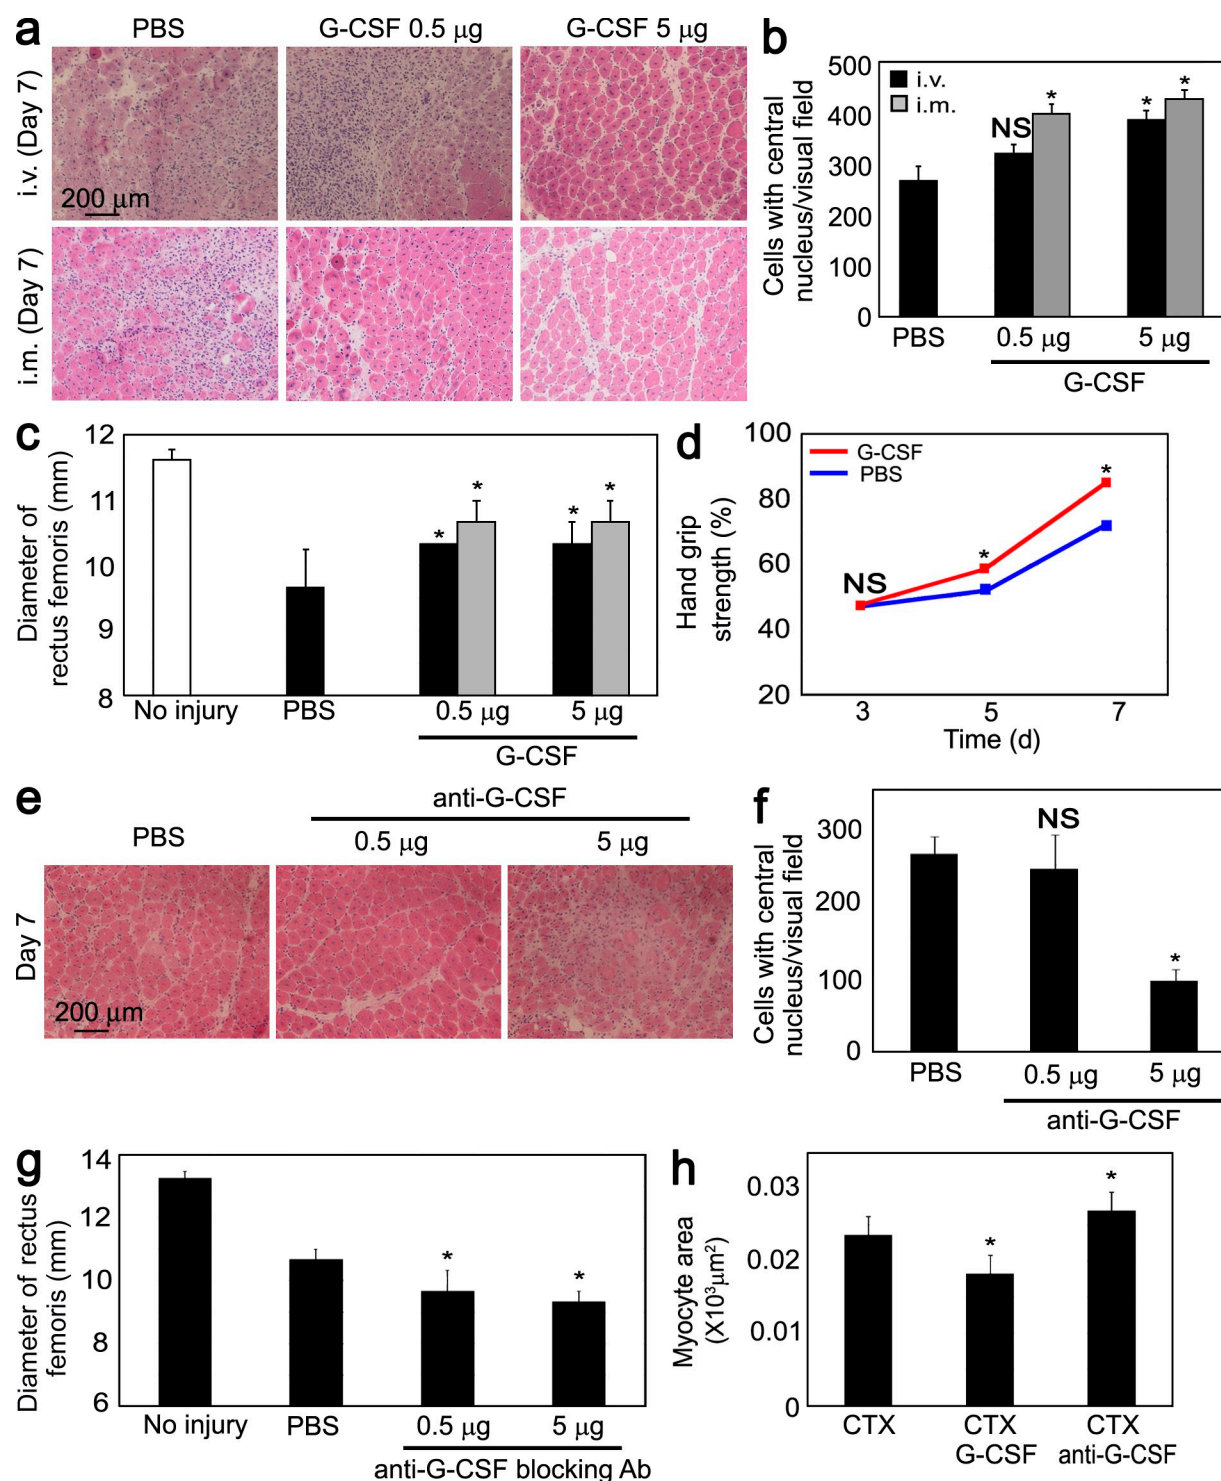 a
PBS
G-CSF 0.5 μg
G-CSF 5 μg
i.v. (Day 7)
200 μm
i.m. (Day 7)
b
Cells with central
nucleus/visual field
500
400
300
200
100
0
i.v.
i.m.
NS
*
*
*
PBS
0.5 μg
5 μg
G-CSF
c
Diameter of
rectus femoris (mm)
12
11
10
9
8
*
*
*
*
No injury
PBS
0.5 μg
5 μg
G-CSF
d
Hand grip
strength (%)
100
80
60
40
20
G-CSF
PBS
NS
*
*
3
5
7
Time (d)
e
anti-G-CSF
PBS
0.5 μg
5 μg
Day 7
200 μm
f
Cells with central
nucleus/visual field
300
200
100
0
NS
*
PBS
0.5 μg
5 μg
anti-G-CSF
g
Diameter of rectus
femoris (mm)
14
12
10
8
6
*
*
No injury
PBS
0.5 μg
5 μg
anti-G-CSF blocking Ab
h
Myocyte area
(X10³μm²)
0.03
0.02
0.01
0
*
*
CTX
CTX
G-CSF
CTX
anti-G-CSF